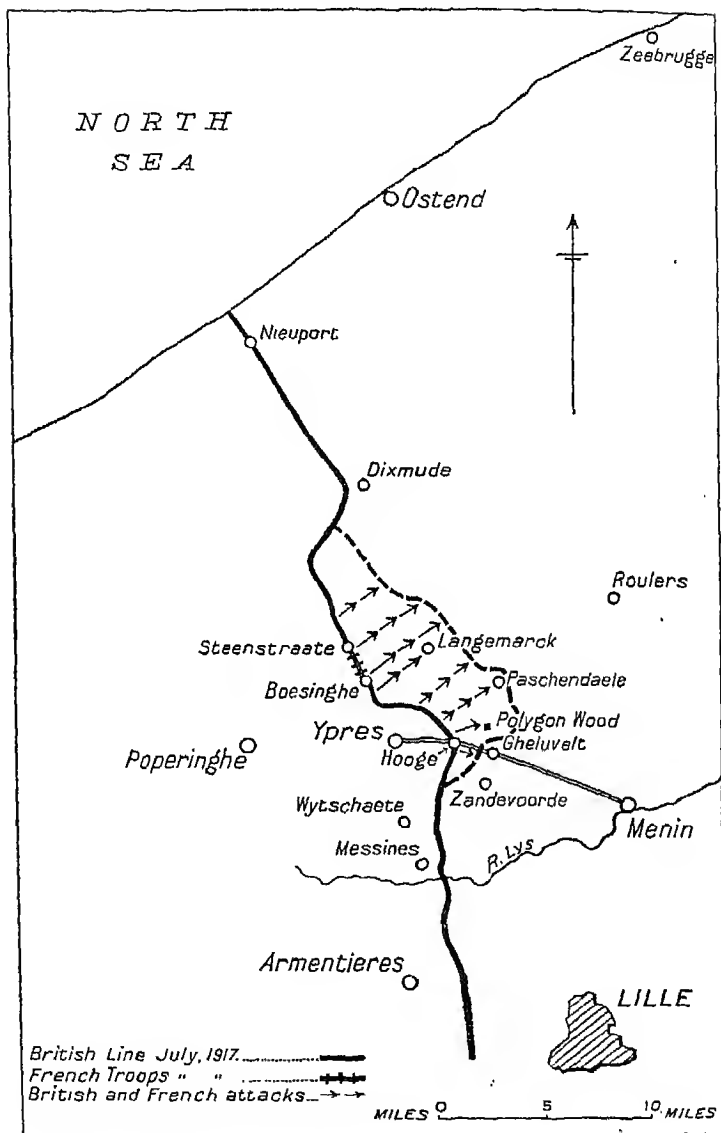 Zeebrugge
NORTH
SEA
Ostend
Nieuport
Dixmude
Roulers
Steenstraate
Langemarck
Boesinghe
Paschendaele
Ypres
Polygon Wood
Poperinghe
Hooge
Gheluvelt
Zandevoorde
Wytschaete
Menin
Messines
R. Lys
Armentieres
LILLE
British Line July, 1917
French Troops " "
British and French attacks
MILES 0 5 10 MILES